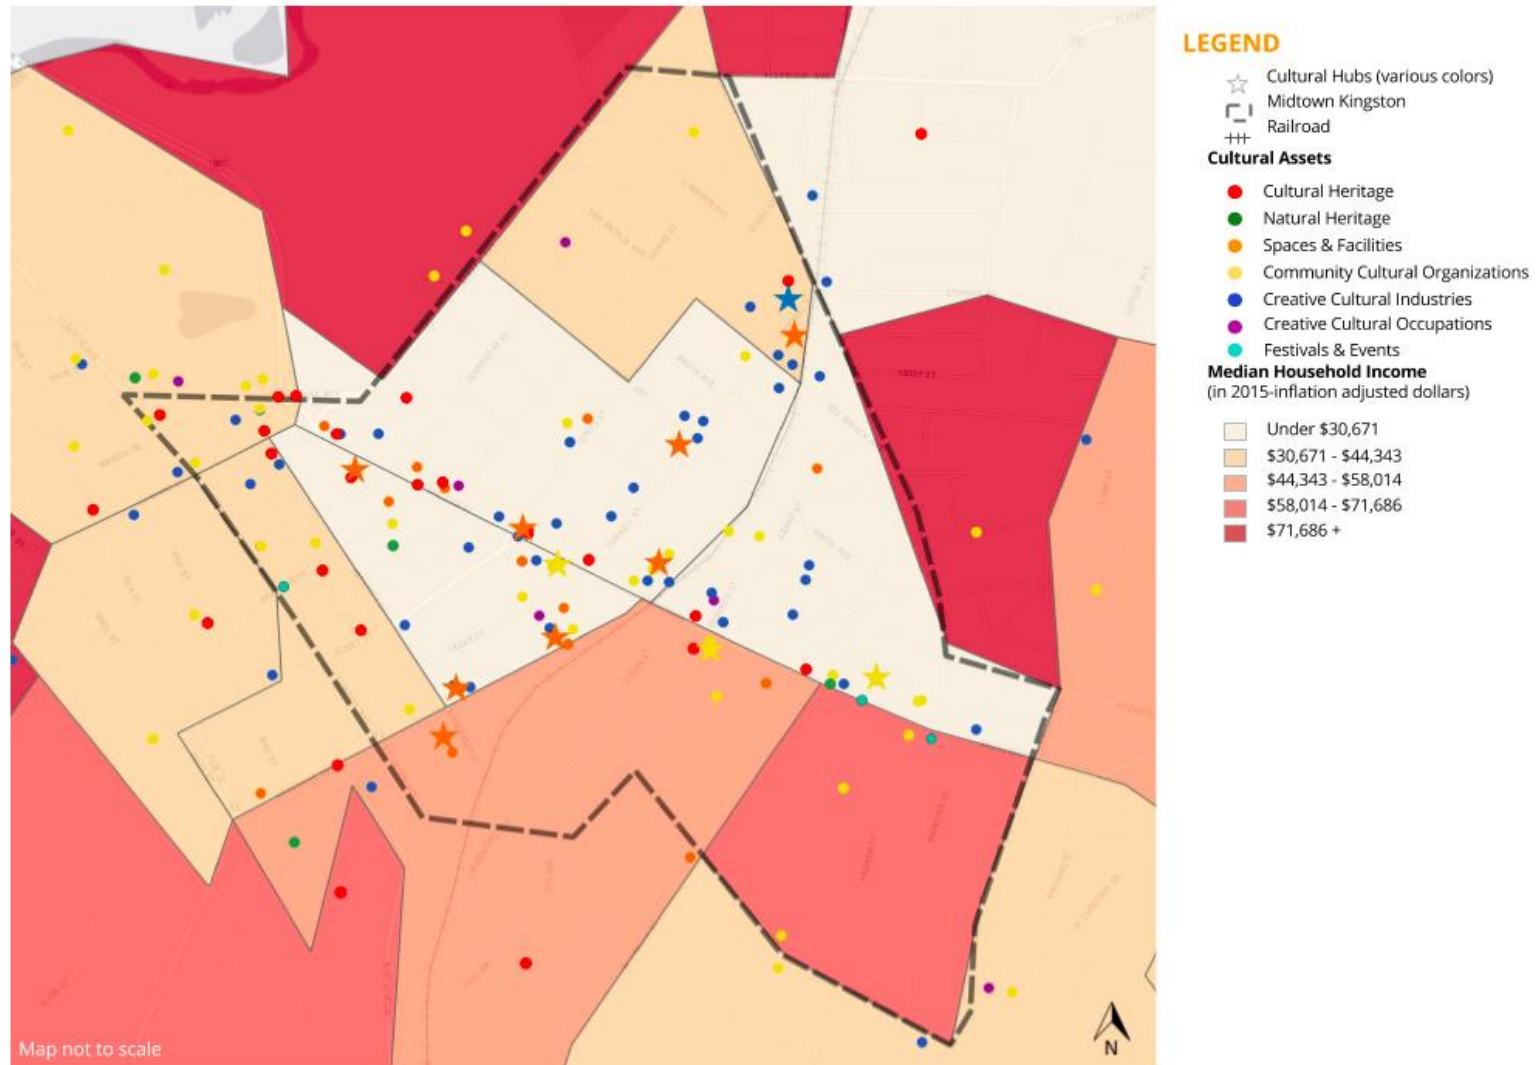 LEGEND
Cultural Hubs (various colors)
Midtown Kingston
Railroad
Cultural Assets
Cultural Heritage
Natural Heritage
Spaces & Facilities
Community Cultural Organizations
Creative Cultural Industries
Creative Cultural Occupations
Festivals & Events
Median Household Income
(in 2015-inflation adjusted dollars)
Under $30,671
$30,671 - $44,343
$44,343 - $58,014
$58,014 - $71,686
$71,686 +
Map not to scale
N